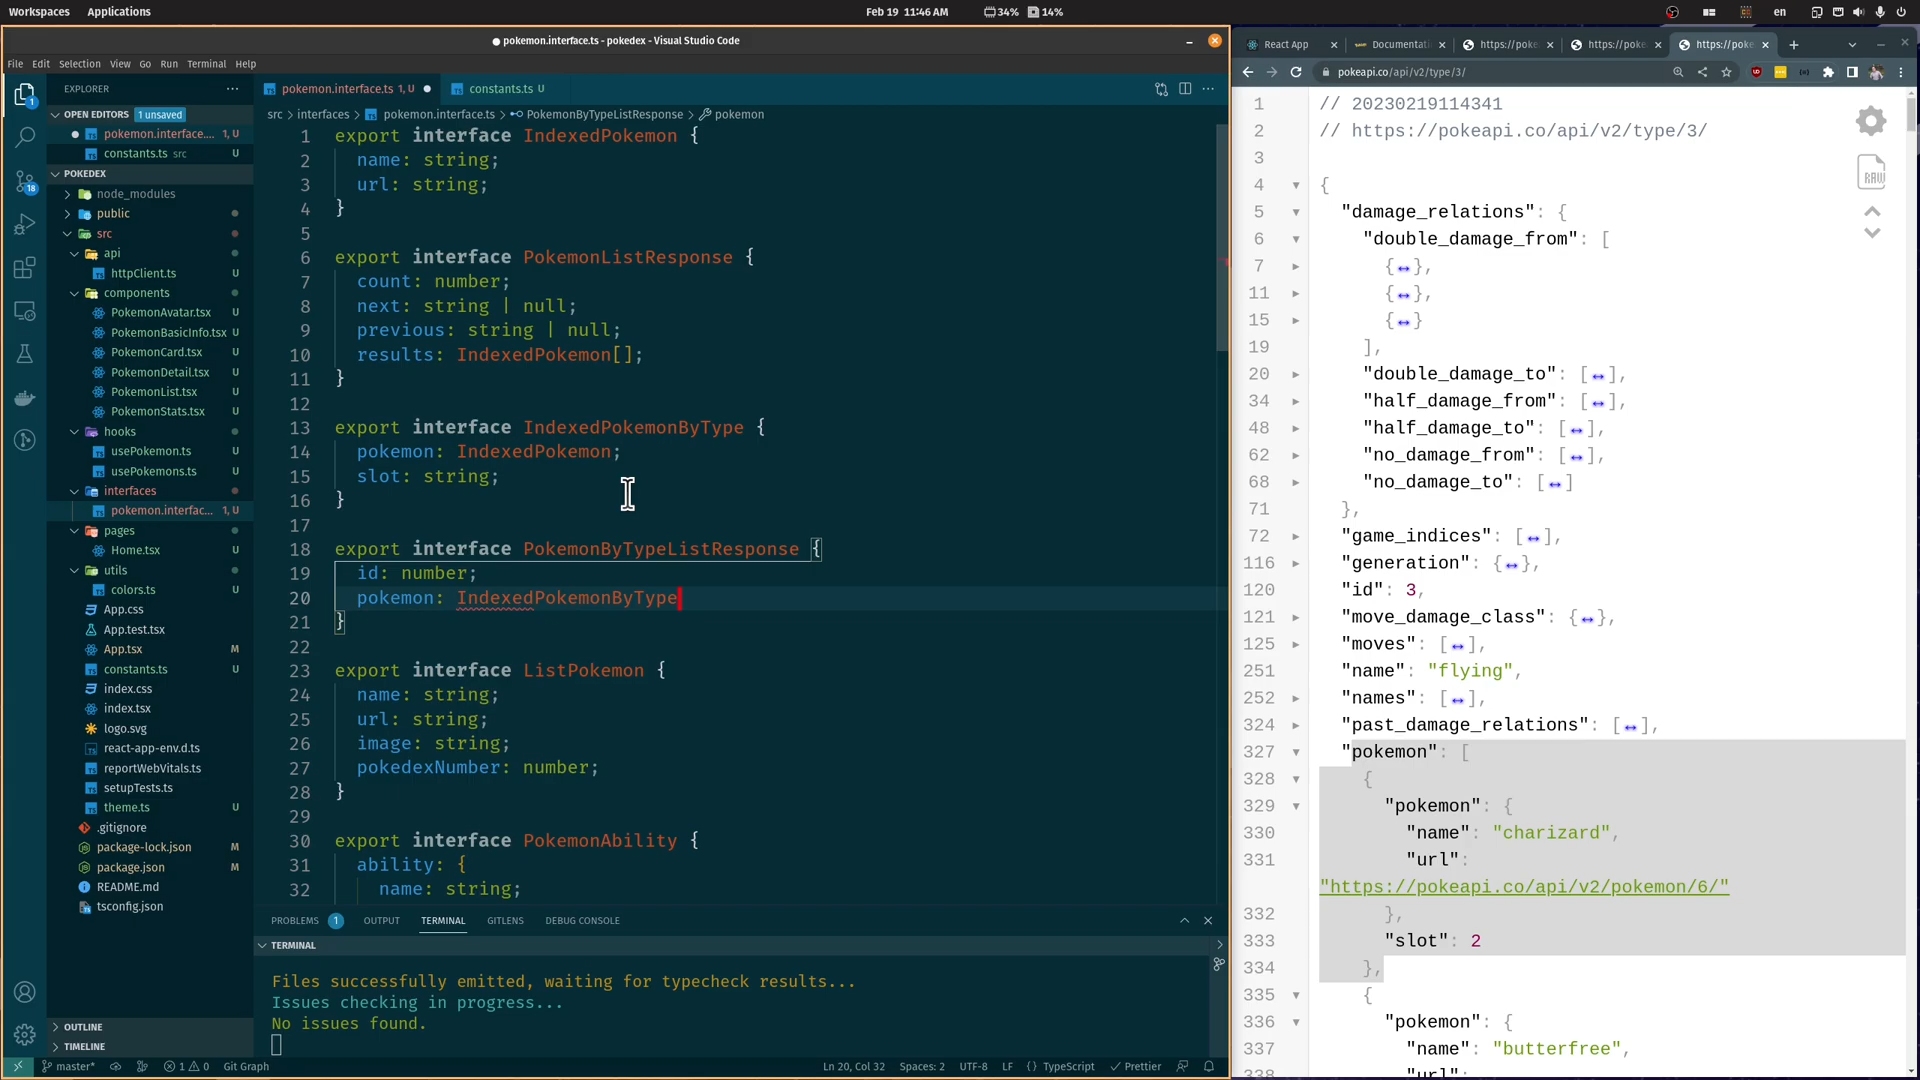 Workspaces Applications Feb 19 11:46 AM 34% 14% en
pokemon.interface.ts - pokedex - Visual Studio Code
File Edit Selection View Go Run Terminal Help
EXPLORER
OPEN EDITORS 1 unsaved
pokemon.interface... 1, U
constants.ts src U
POKEDEX
node_modules
public
src
api
httpClient.ts U
components
PokemonAvatar.tsx U
PokemonBasicInfo.tsx U
PokemonCard.tsx U
PokemonDetail.tsx U
PokemonList.tsx U
PokemonStats.tsx U
hooks
usePokemon.ts U
usePokemons.ts U
interfaces
pokemon.interfac... 1, U
pages
Home.tsx U
utils
colors.ts U
App.css
App.test.tsx
App.tsx M
constants.ts U
index.css
index.tsx
logo.svg
react-app-env.d.ts
reportWebVitals.ts
setupTests.ts
theme.ts U
.gitignore
package-lock.json M
package.json M
README.md
tsconfig.json
OUTLINE
TIMELINE
1
18
pokemon.interface.ts 1, U constants.ts U
src > interfaces > pokemon.interface.ts > PokemonByTypeListResponse > pokemon
1 export interface IndexedPokemon {
2 name: string;
3 url: string;
4 }
5
6 export interface PokemonListResponse {
7 count: number;
8 next: string | null;
9 previous: string | null;
10 results: IndexedPokemon[];
11 }
12
13 export interface IndexedPokemonByType {
14 pokemon: IndexedPokemon;
15 slot: string;
16 }
17
18 export interface PokemonByTypeListResponse {
19 id: number;
20 pokemon: IndexedPokemonByType
21 }
22
23 export interface ListPokemon {
24 name: string;
25 url: string;
26 image: string;
27 pokedexNumber: number;
28 }
29
30 export interface PokemonAbility {
31 ability: {
32 name: string;
PROBLEMS 1 OUTPUT TERMINAL GITLENS DEBUG CONSOLE
TERMINAL
Files successfully emitted, waiting for typecheck results...
Issues checking in progress...
No issues found.
master* 1 0 Git Graph Ln 20, Col 32 Spaces: 2 UTF-8 LF {} TypeScript Prettier
React App Documentati https://poke https://poke https://poke
pokeapi.co/api/v2/type/3/
RAW
1 // 20230219114341
2 // https://pokeapi.co/api/v2/type/3/
3
4 {
5 "damage_relations": {
6 "double_damage_from": [
7 {↔},
11 {↔},
15 {↔}
19 ],
20 "double_damage_to": [↔],
34 "half_damage_from": [↔],
48 "half_damage_to": [↔],
62 "no_damage_from": [↔],
68 "no_damage_to": [↔]
71 },
72 "game_indices": [↔],
116 "generation": {↔},
120 "id": 3,
121 "move_damage_class": {↔},
125 "moves": [↔],
251 "name": "flying",
252 "names": [↔],
324 "past_damage_relations": [↔],
327 "pokemon": [
328 {
329 "pokemon": {
330 "name": "charizard",
331 "url":
"https://pokeapi.co/api/v2/pokemon/6/"
332 },
333 "slot": 2
334 },
335 {
336 "pokemon": {
337 "name": "butterfree",
338 "url":